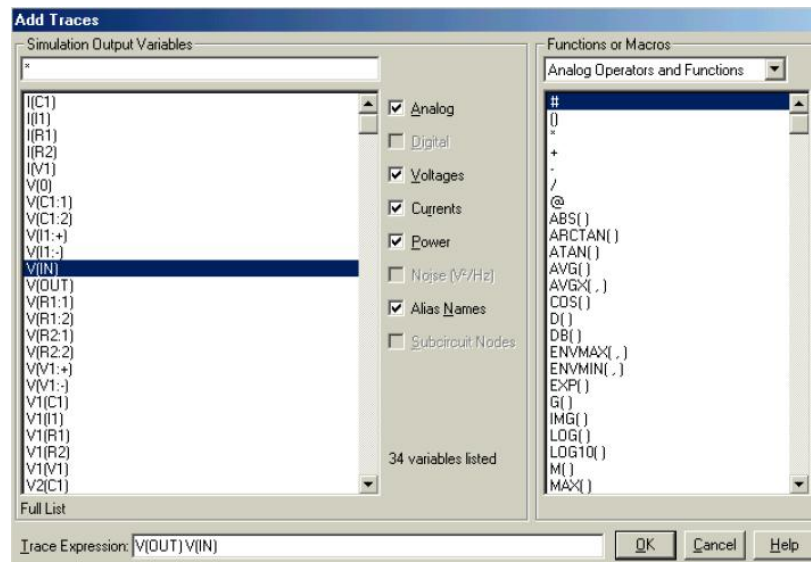 Add Traces
Simulation Output Variables
*
I(C1)
I(I1)
I(R1)
I(R2)
I(V1)
V(0)
V(C1:1)
V(C1:2)
V(I1:+)
V(I1:-)
V(IN)
V(OUT)
V(R1:1)
V(R1:2)
V(R2:1)
V(R2:2)
V(V1:+)
V(V1:-)
V1(C1)
V1(I1)
V1(R1)
V1(R2)
V1(V1)
V2(C1)
Full List
Analog
Digital
Voltages
Currents
Power
Noise (V²/Hz)
Alias Names
Subcircuit Nodes
34 variables listed
Functions or Macros
Analog Operators and Functions
#
()
*
+
-
/
@
ABS( )
ARCTAN( )
ATAN( )
AVG( )
AVGX( , )
COS( )
D( )
DB( )
ENVMAX( , )
ENVMIN( , )
EXP( )
G( )
IMG( )
LOG( )
LOG10( )
M( )
MAX( )
Trace Expression: V(OUT) V(IN)
OK Cancel Help